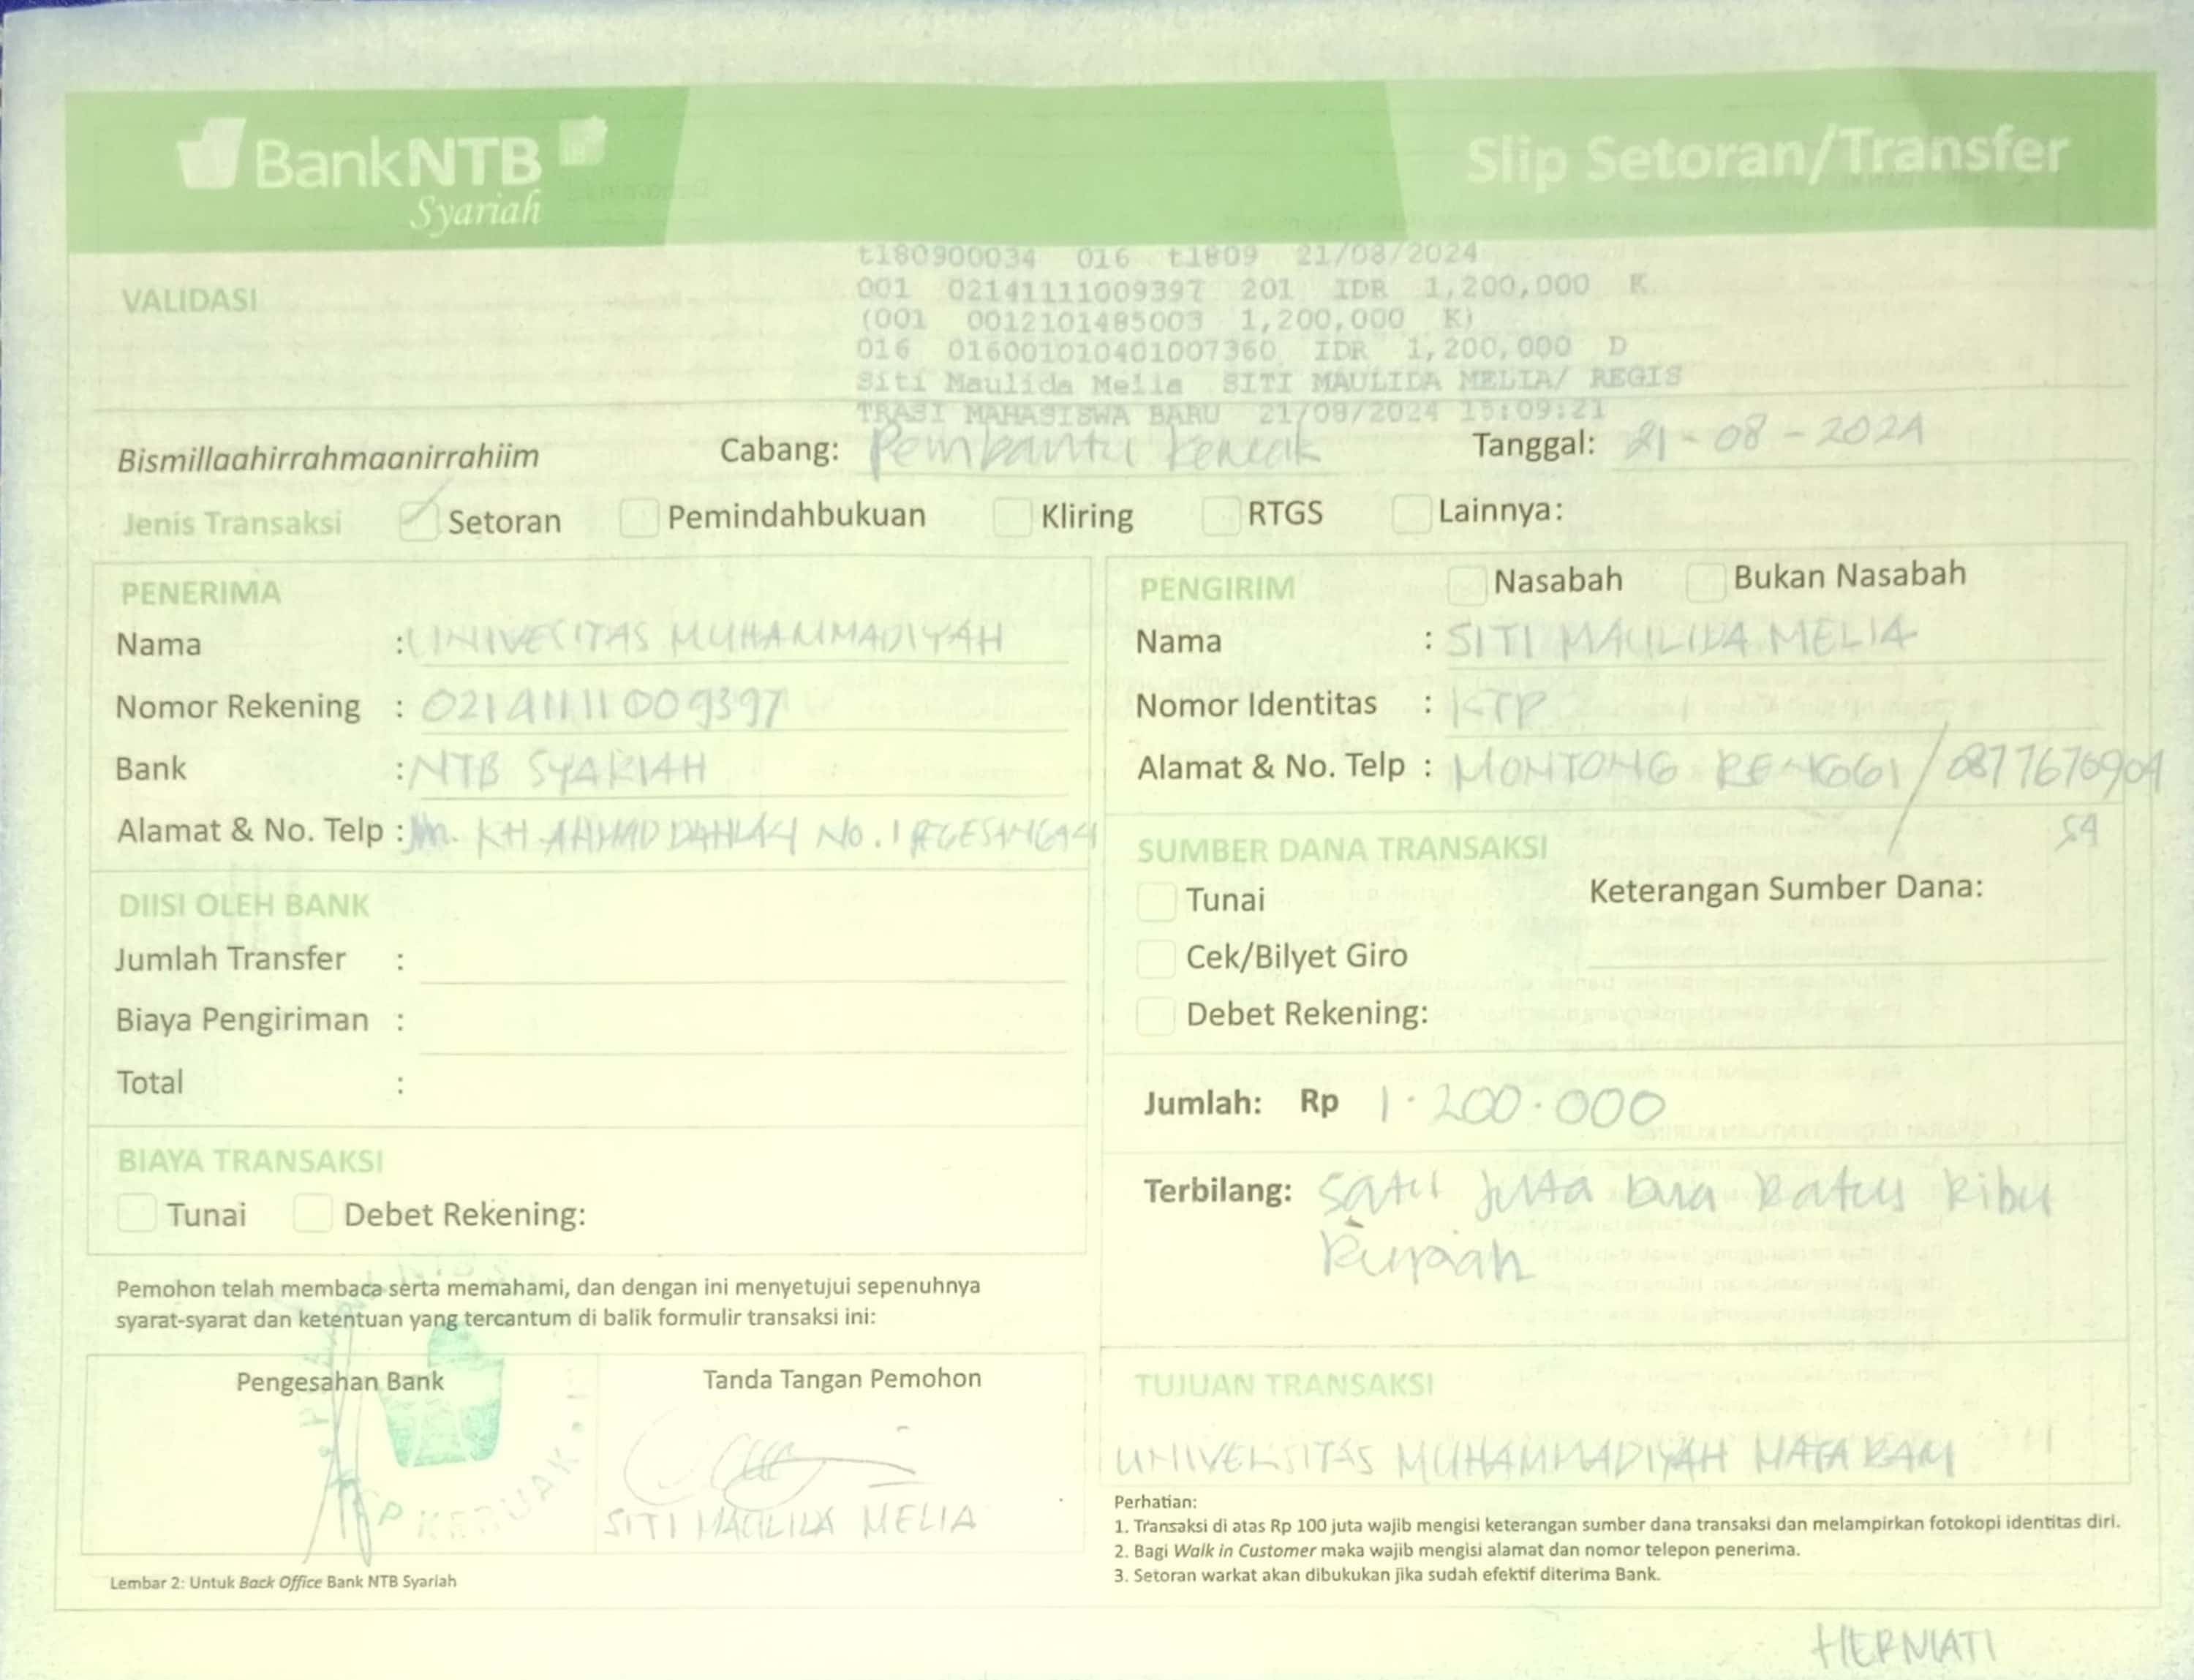 BankNTB
Syariah
Slip Setoran/Transfer
t180900034 016 t1809 21/08/2024
VALIDASI
001 02141111009397 201 IDR 1,200,000 K
(001 0012101485003 1,200,000 K)
016 016001010401007360 IDR 1,200,000 D
Siti Maulida Melia SITI MAULIDA MELIA/ REGIS
TRASI MAHASISWA BARU 21/08/2024 15:09:21
Bismillaahirrahmaanirrahiim Cabang: Pembantu Keruak Tanggal: 21-08-2024
Jenis Transaksi Setoran Pemindahbukuan Kliring RTGS Lainnya:
PENERIMA
Nama : UNIVECITAS MUHAMMADIYAH
Nomor Rekening : 02141111009397
Bank : NTB SYARIAH
Alamat & No. Telp : Jln. KH. AHMAD DAHLAN No. 1 PAGESANGAN
DIISI OLEH BANK
Jumlah Transfer :
Biaya Pengiriman :
Total :
BIAYA TRANSAKSI
Tunai Debet Rekening:
Pemohon telah membaca serta memahami, dan dengan ini menyetujui sepenuhnya
syarat-syarat dan ketentuan yang tercantum di balik formulir transaksi ini:
Pengesahan Bank Tanda Tangan Pemohon
KCP KERUAK
SITI MAULIDA MELIA
Lembar 2: Untuk Back Office Bank NTB Syariah
PENGIRIM Nasabah Bukan Nasabah
Nama : SITI MAULIDA MELIA
Nomor Identitas : KTP
Alamat & No. Telp : MONTONG / 0877676904
54
SUMBER DANA TRANSAKSI
Tunai Keterangan Sumber Dana:
Cek/Bilyet Giro
Debet Rekening:
Jumlah: Rp 1.200.000
Terbilang: Satu Juta Dua Ratus Ribu
Rupiah
TUJUAN TRANSAKSI
UNIVERSITAS MUHAMMADIYAH MATARAM
Perhatian:
1. Transaksi di atas Rp 100 juta wajib mengisi keterangan sumber dana transaksi dan melampirkan fotokopi identitas diri.
2. Bagi Walk in Customer maka wajib mengisi alamat dan nomor telepon penerima.
3. Setoran warkat akan dibukukan jika sudah efektif diterima Bank.
HERNIATI